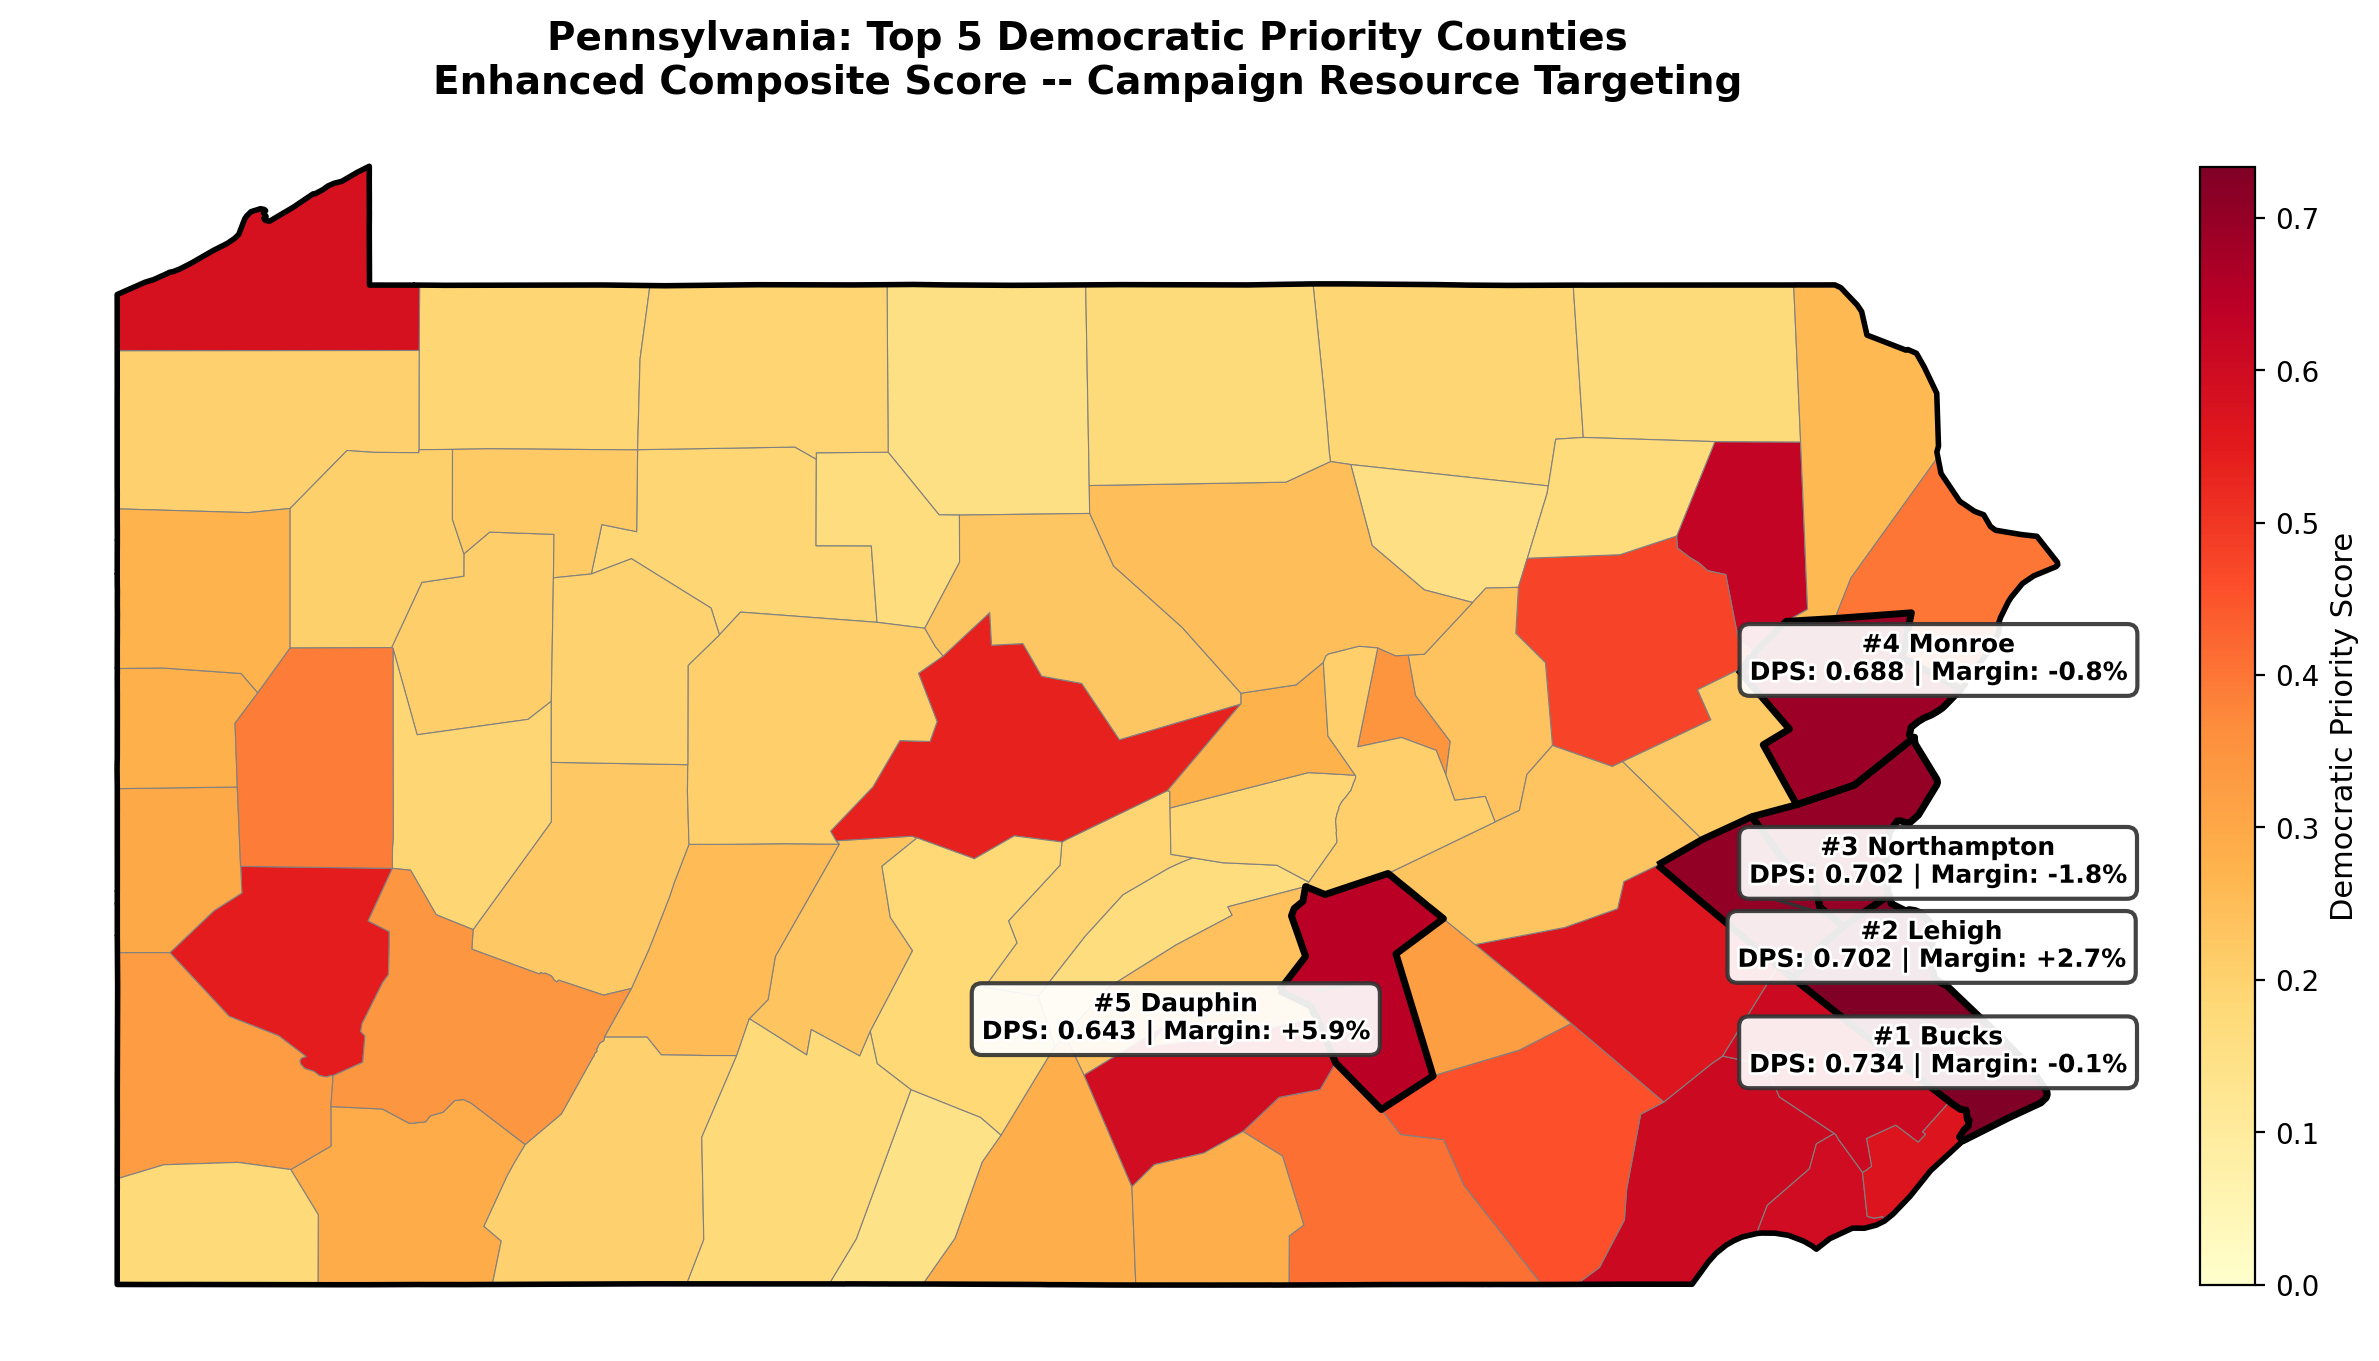 Pennsylvania: Top 5 Democratic Priority Counties
Enhanced Composite Score -- Campaign Resource Targeting
#4 Monroe
DPS: 0.688 | Margin: -0.8%
#3 Northampton
DPS: 0.702 | Margin: -1.8%
#2 Lehigh
DPS: 0.702 | Margin: +2.7%
#5 Dauphin
DPS: 0.643 | Margin: +5.9%
#1 Bucks
DPS: 0.734 | Margin: -0.1%
0.7
0.6
0.5
0.4
0.3
0.2
0.1
0.0
Democratic Priority Score